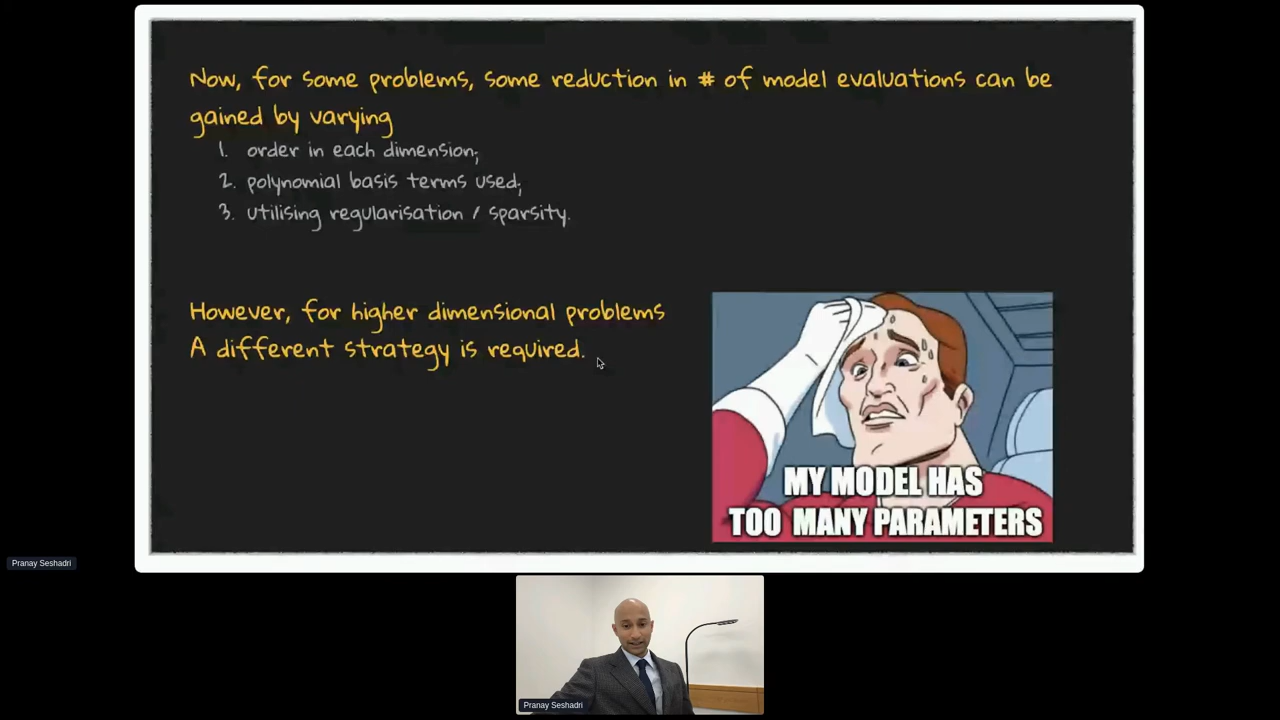 Now, for some problems, some reduction in # of model evaluations can be
gained by varying
1. order in each dimension;
2. polynomial basis terms used;
3. utilising regularisation / sparsity.
However, for higher dimensional problems
A different strategy is required.
MY MODEL HAS
TOO MANY PARAMETERS
Pranay Seshadri
Pranay Seshadri